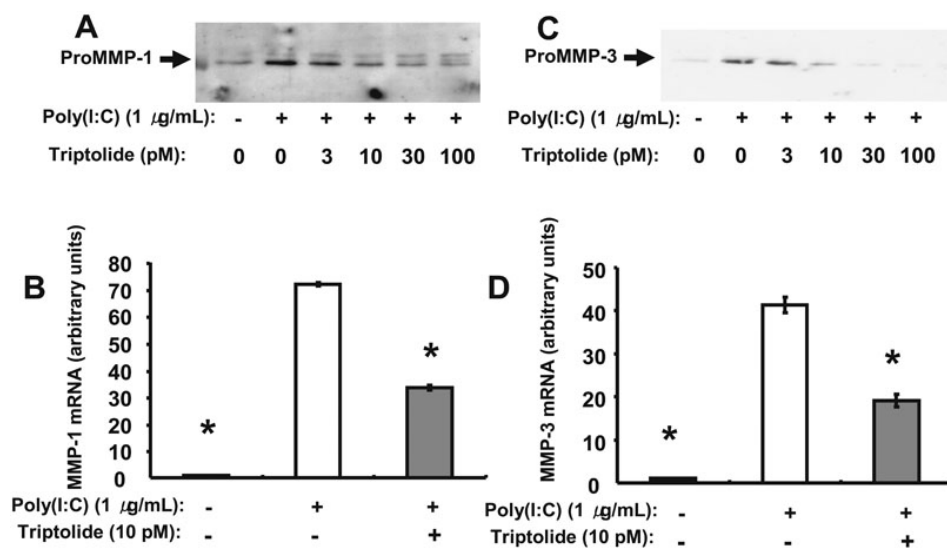 A
ProMMP-1
Poly(I:C) (1 μg/mL): - + + + + +
Triptolide (pM): 0 0 3 10 30 100
C
ProMMP-3
Poly(I:C) (1 μg/mL): - + + + + +
Triptolide (pM): 0 0 3 10 30 100
B
MMP-1 mRNA (arbitrary units)
80
70
60
50
40
30
20
10
0
*
*
Poly(I:C) (1 μg/mL): - + +
Triptolide (10 pM): - - +
D
MMP-3 mRNA (arbitrary units)
50
40
30
20
10
0
*
*
Poly(I:C) (1 μg/mL): - + +
Triptolide (10 pM): - - +